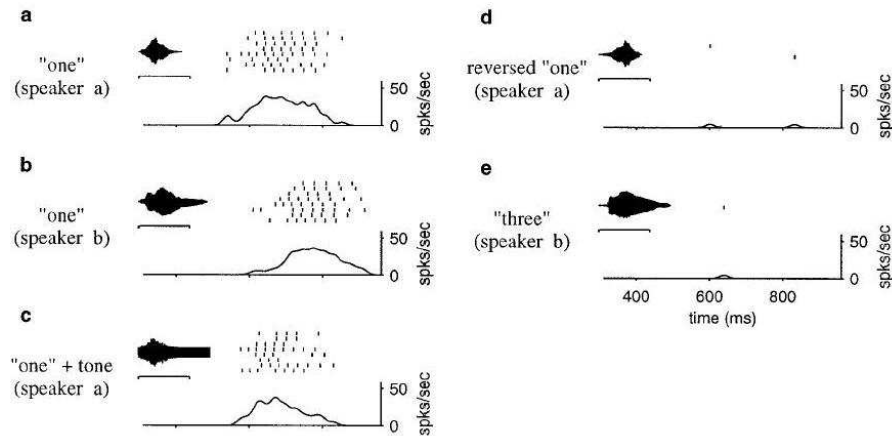 a
"one"
(speaker a)
50
0
spks/sec
b
"one"
(speaker b)
50
0
spks/sec
c
"one" + tone
(speaker a)
50
0
spks/sec
d
reversed "one"
(speaker a)
50
0
spks/sec
e
"three"
(speaker b)
50
0
spks/sec
400 600 800
time (ms)